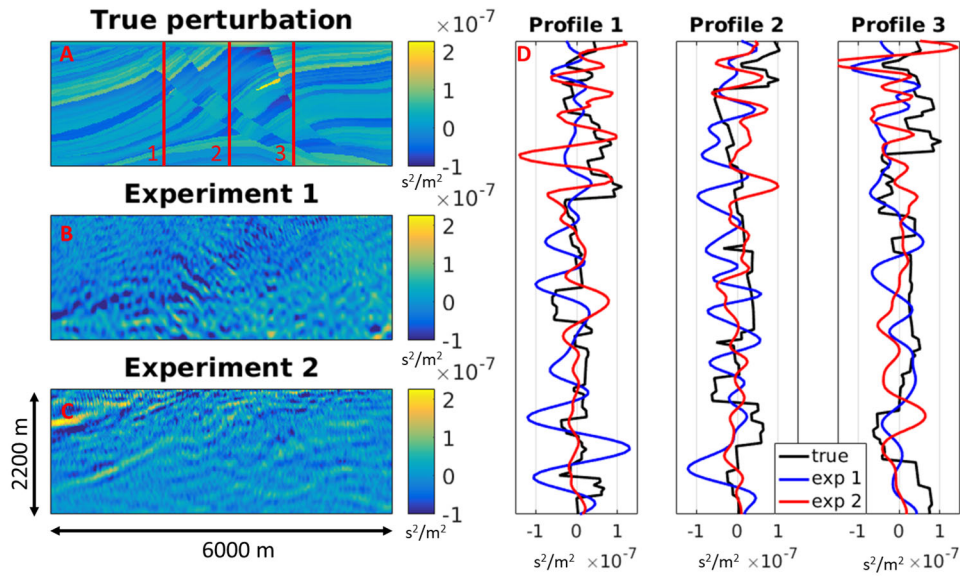 True perturbation
×10⁻⁷
A
1
2
3
2
1
0
-1
s²/m²
Experiment 1
×10⁻⁷
B
2
1
0
-1
s²/m²
Experiment 2
×10⁻⁷
C
2
1
0
-1
s²/m²
2200 m
6000 m
Profile 1
Profile 2
Profile 3
D
true
exp 1
exp 2
-1 0 1
-1 0 1
-1 0 1
s²/m² ×10⁻⁷
s²/m² ×10⁻⁷
s²/m² ×10⁻⁷